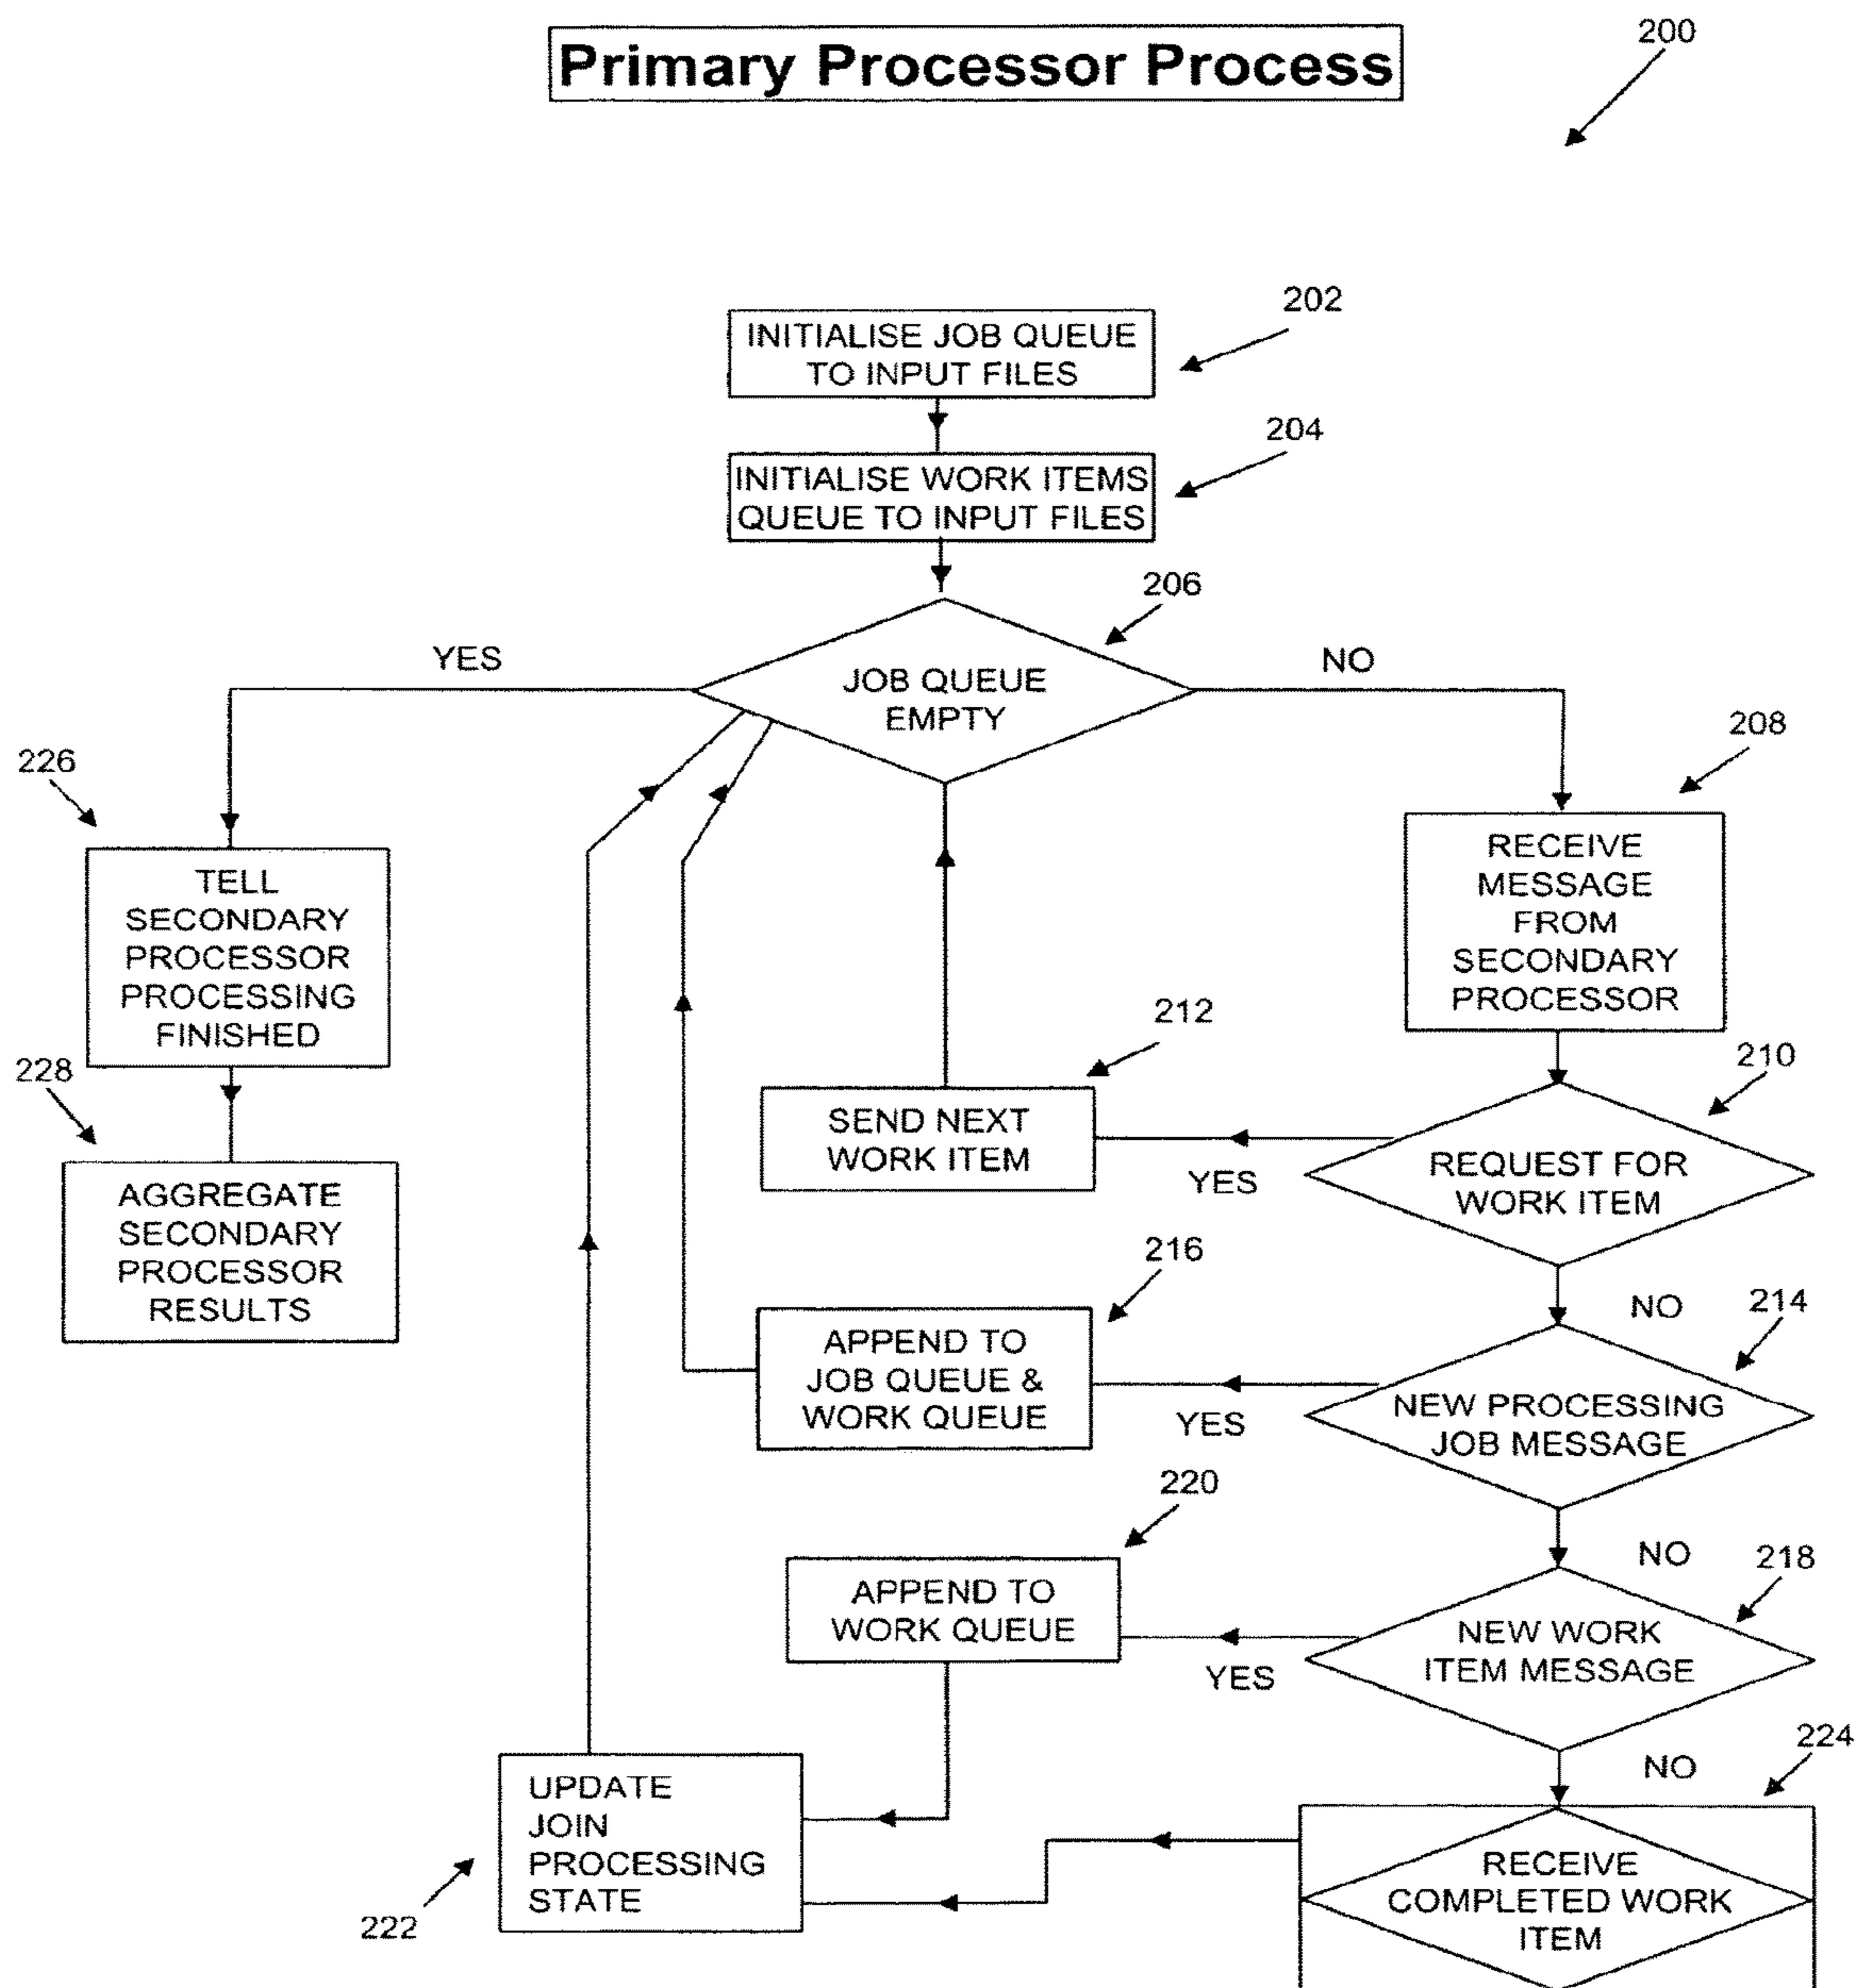 Primary Processor Process
200
202
INITIALISE JOB QUEUE
TO INPUT FILES
204
INITIALISE WORK ITEMS
QUEUE TO INPUT FILES
206
YES
JOB QUEUE
EMPTY
NO
208
226
RECEIVE
MESSAGE
FROM
SECONDARY
PROCESSOR
TELL
SECONDARY
PROCESSOR
PROCESSING
FINISHED
212
210
228
SEND NEXT
WORK ITEM
YES
REQUEST FOR
WORK ITEM
AGGREGATE
SECONDARY
PROCESSOR
RESULTS
216
NO
214
APPEND TO
JOB QUEUE &
WORK QUEUE
YES
NEW PROCESSING
JOB MESSAGE
220
NO
218
APPEND TO
WORK QUEUE
YES
NEW WORK
ITEM MESSAGE
NO
224
UPDATE
JOIN
PROCESSING
STATE
222
RECEIVE
COMPLETED WORK
ITEM